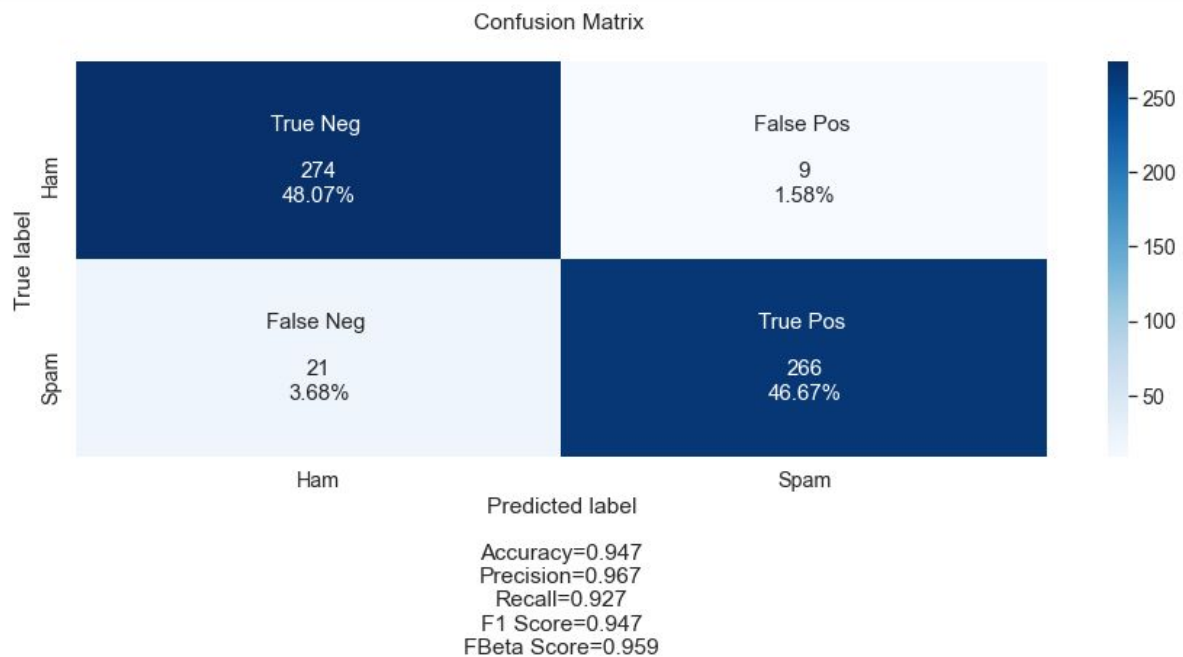 Confusion Matrix
True Neg
274
48.07%
False Pos
9
1.58%
False Neg
21
3.68%
True Pos
266
46.67%
True label
Ham
Spam
Ham
Spam
Predicted label
250
200
150
100
50
Accuracy=0.947
Precision=0.967
Recall=0.927
F1 Score=0.947
FBeta Score=0.959